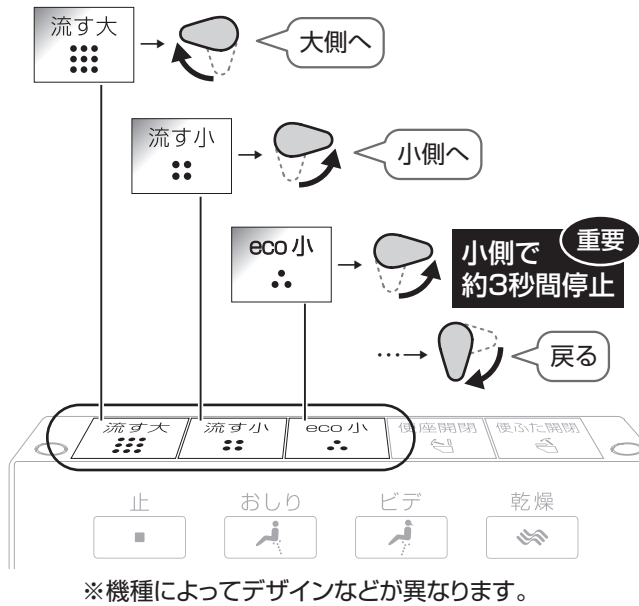 流す大
大側へ
流す小
小側へ
eco小
重要
小側で
約3秒間停止
戻る
流す大
流す小
eco小
便座開閉
便ふた開閉
止
おしり
ビデ
乾燥
※機種によってデザインなどが異なります。